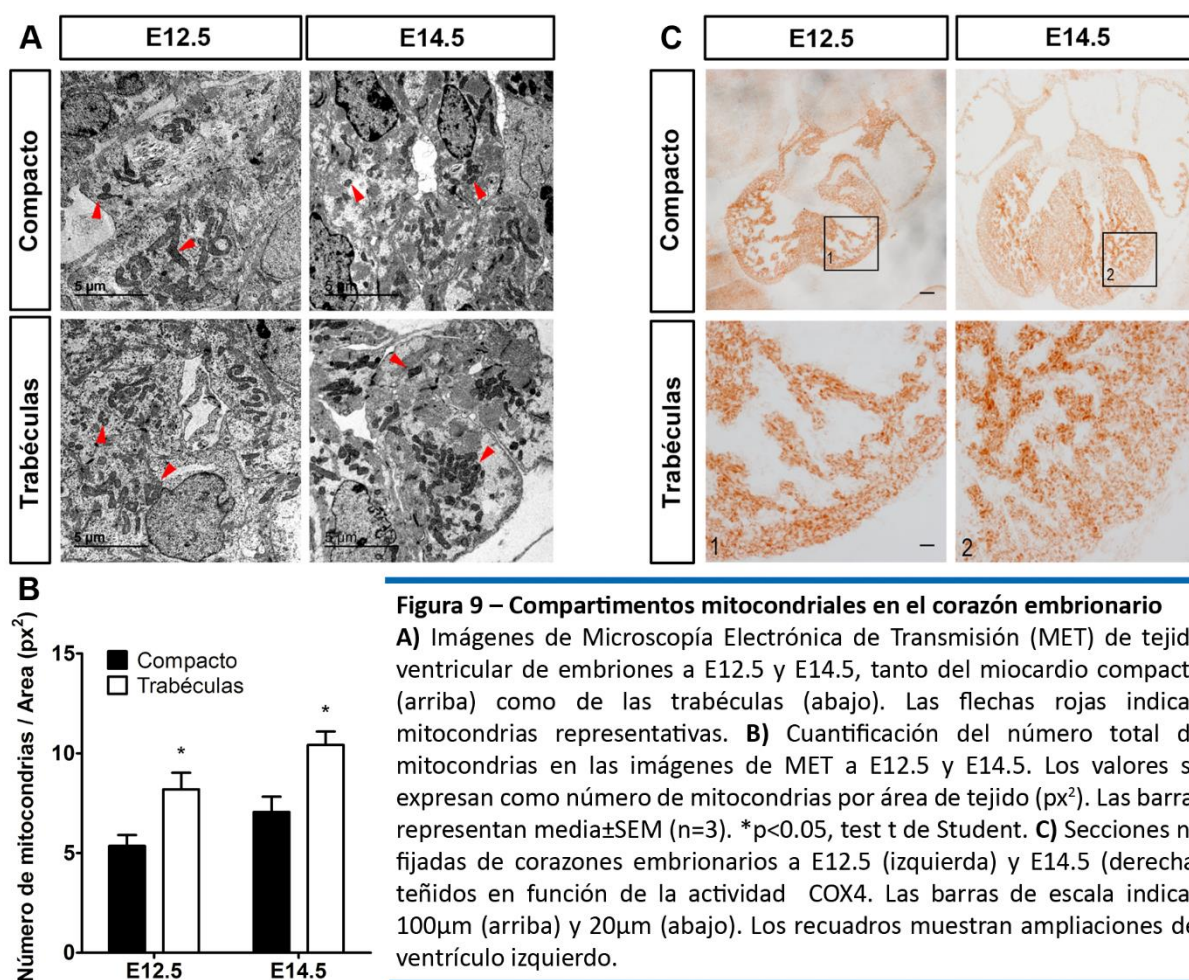 A
E12.5
E14.5
Compacto
5 µm
Trabéculas
5 µm
5 µm
C
E12.5
E14.5
Compacto
1
2
Trabéculas
1
2
B
Número de mitocondrias / Area (px²)
15
10
5
0
Compacto
Trabéculas
*
*
E12.5
E14.5
Figura 9 – Compartimentos mitocondriales en el corazón embrionario
A) Imágenes de Microscopía Electrónica de Transmisión (MET) de tejid
ventricular de embriones a E12.5 y E14.5, tanto del miocardio compact
(arriba) como de las trabéculas (abajo). Las flechas rojas indica
mitocondrias representativas. B) Cuantificación del número total d
mitocondrias en las imágenes de MET a E12.5 y E14.5. Los valores s
expresan como número de mitocondrias por área de tejido (px²). Las barra
representan media±SEM (n=3). *p<0.05, test t de Student. C) Secciones n
fijadas de corazones embrionarios a E12.5 (izquierda) y E14.5 (derecha
teñidos en función de la actividad COX4. Las barras de escala indica
100µm (arriba) y 20µm (abajo). Los recuadros muestran ampliaciones de
ventrículo izquierdo.